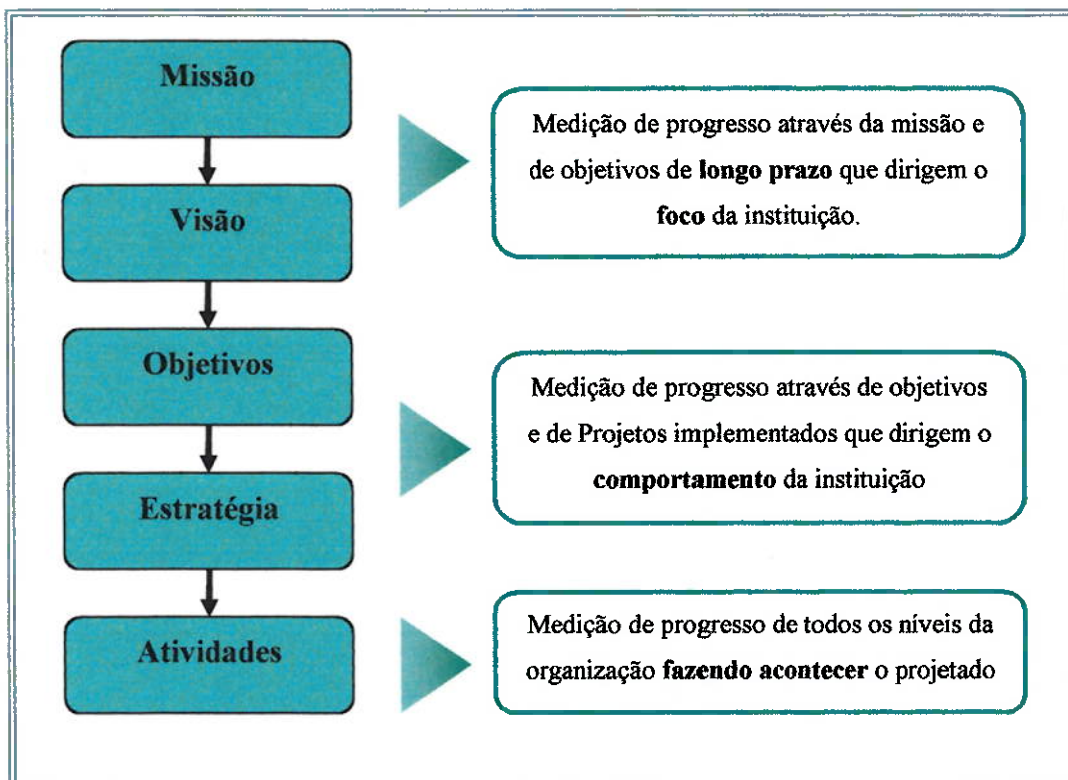 Missão
Medição de progresso através da missão e
de objetivos de longo prazo que dirigem o
foco da instituição.
Visão
Objetivos
Medição de progresso através de objetivos
e de Projetos implementados que dirigem o
comportamento da instituição
Estratégia
Atividades
Medição de progresso de todos os níveis da
organização fazendo acontecer o projetado